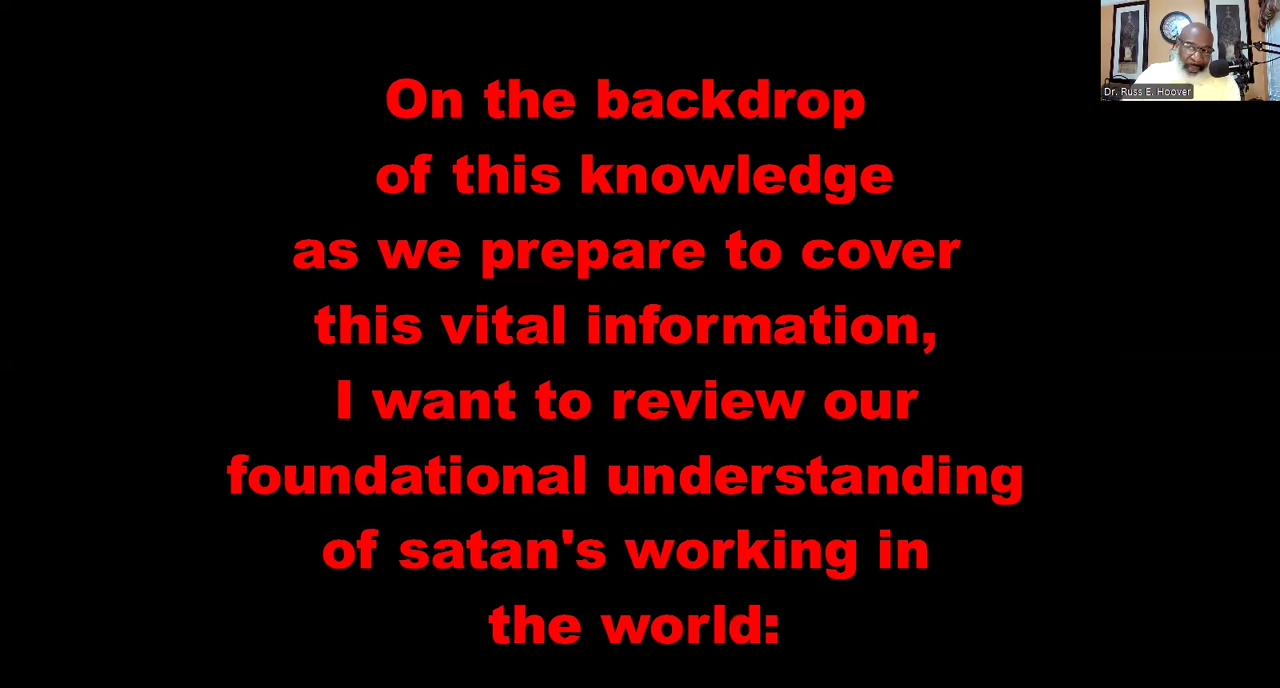 On the backdrop
of this knowledge
as we prepare to cover
this vital information,
I want to review our
foundational understanding
of satan's working in
the world:
Dr. Russ E. Hoover